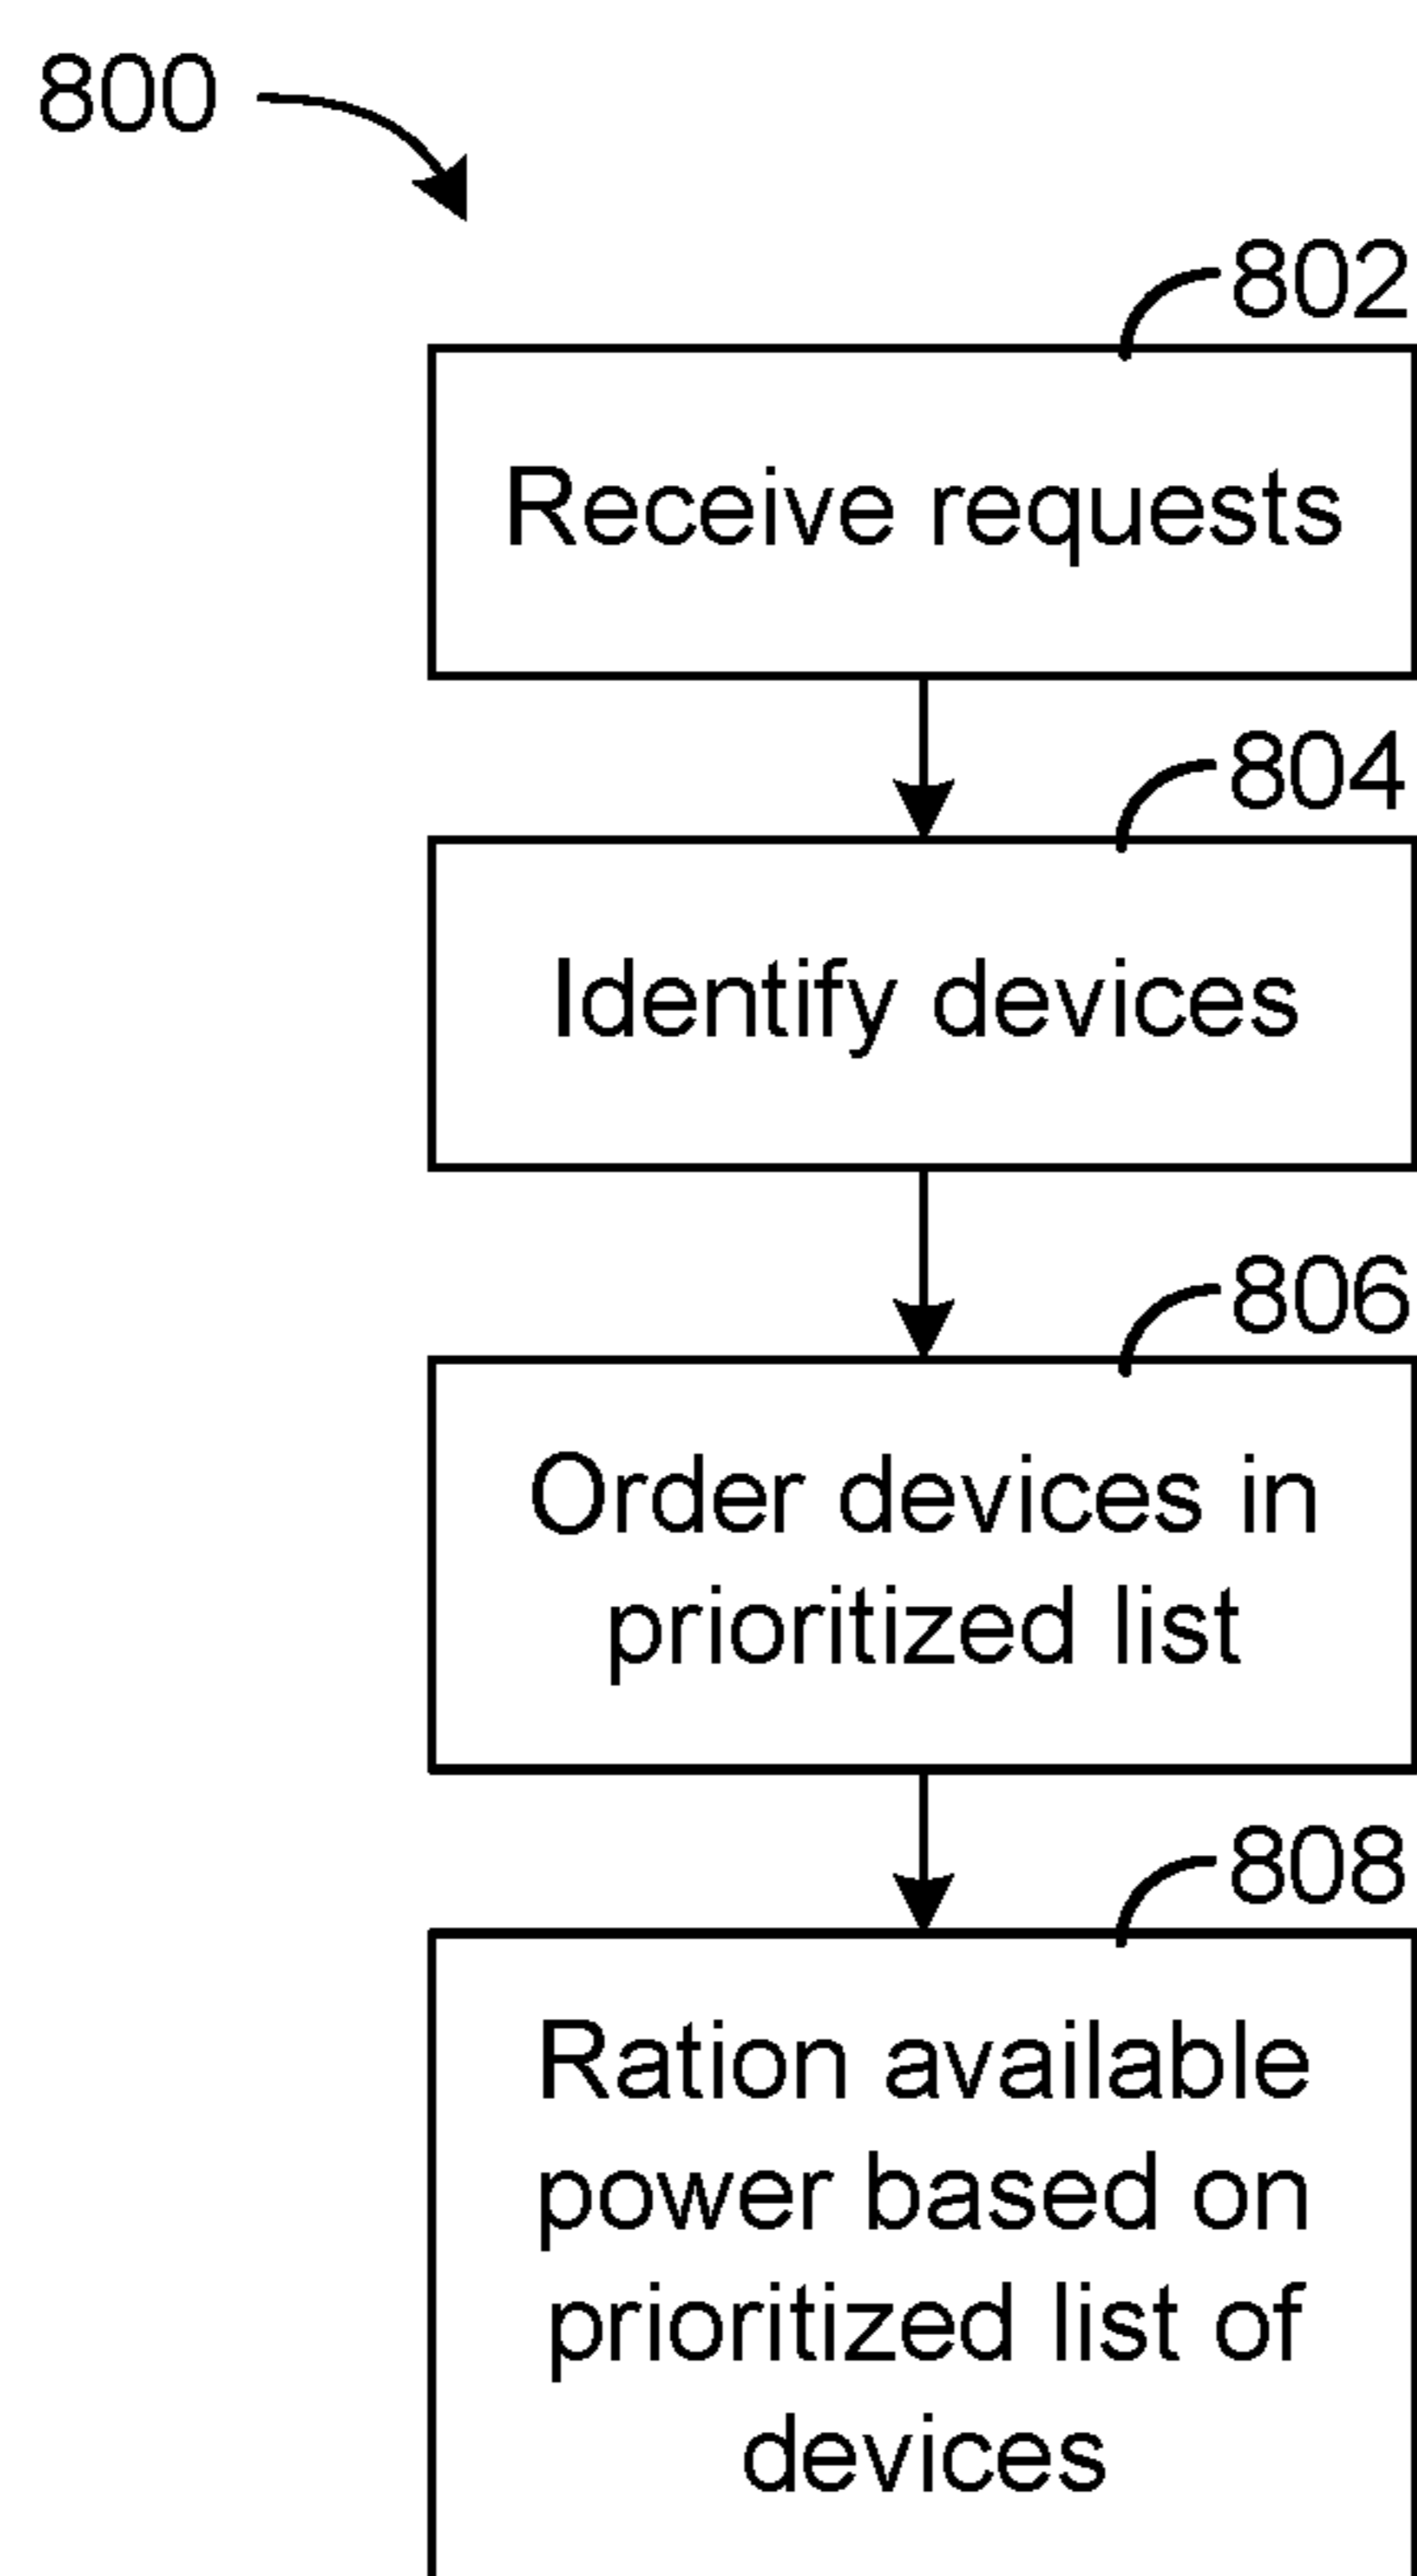 800
802
Receive requests
804
Identify devices
806
Order devices in
prioritized list
808
Ration available
power based on
prioritized list of
devices